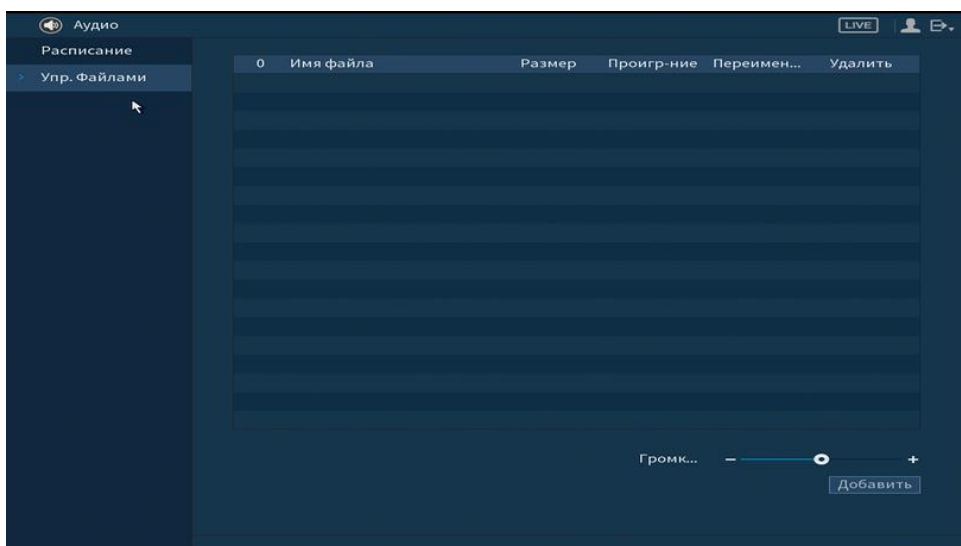 Аудио LIVE
Расписание
Упр. Файлами
0 Имя файла Размер Проигр-ние Переимен... Удалить
Громк... – +
Добавить